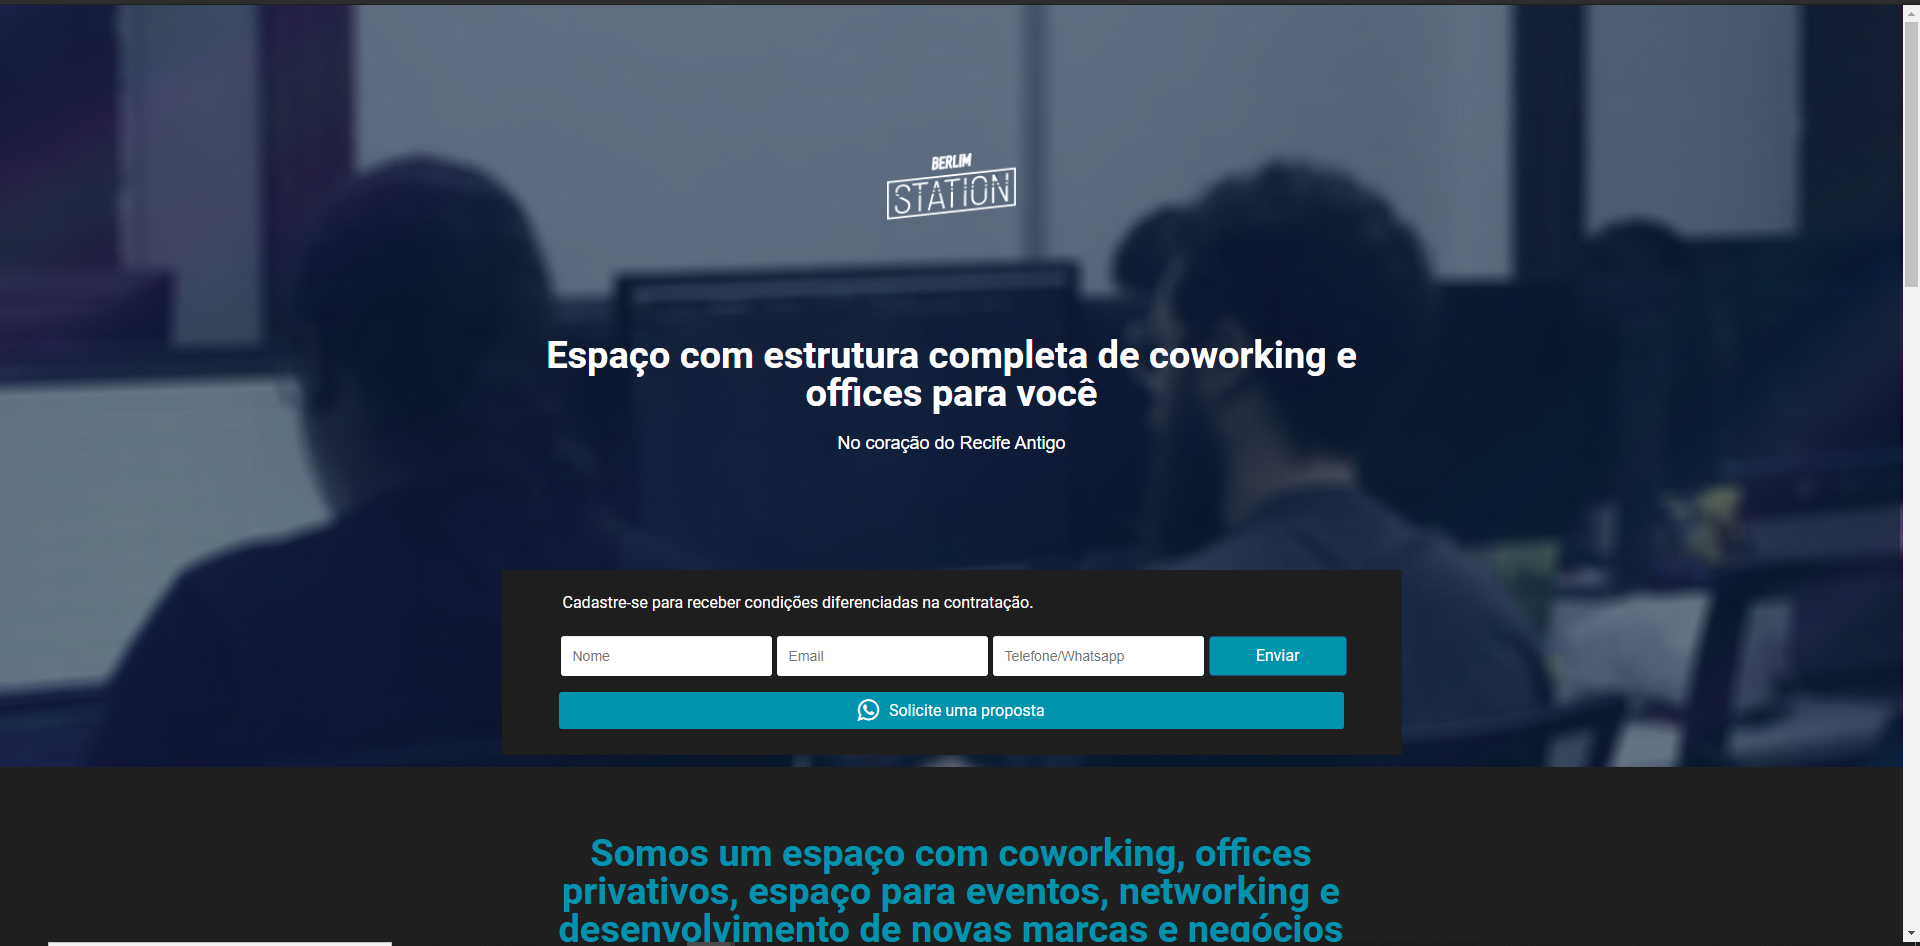 BERLIM
STATION
Espaço com estrutura completa de coworking e
offices para você
No coração do Recife Antigo
Cadastre-se para receber condições diferenciadas na contratação.
Nome
Email
Telefone/Whatsapp
Enviar
Solicite uma proposta
Somos um espaço com coworking, offices
privativos, espaço para eventos, networking e
desenvolvimento de novas marcas e negócios